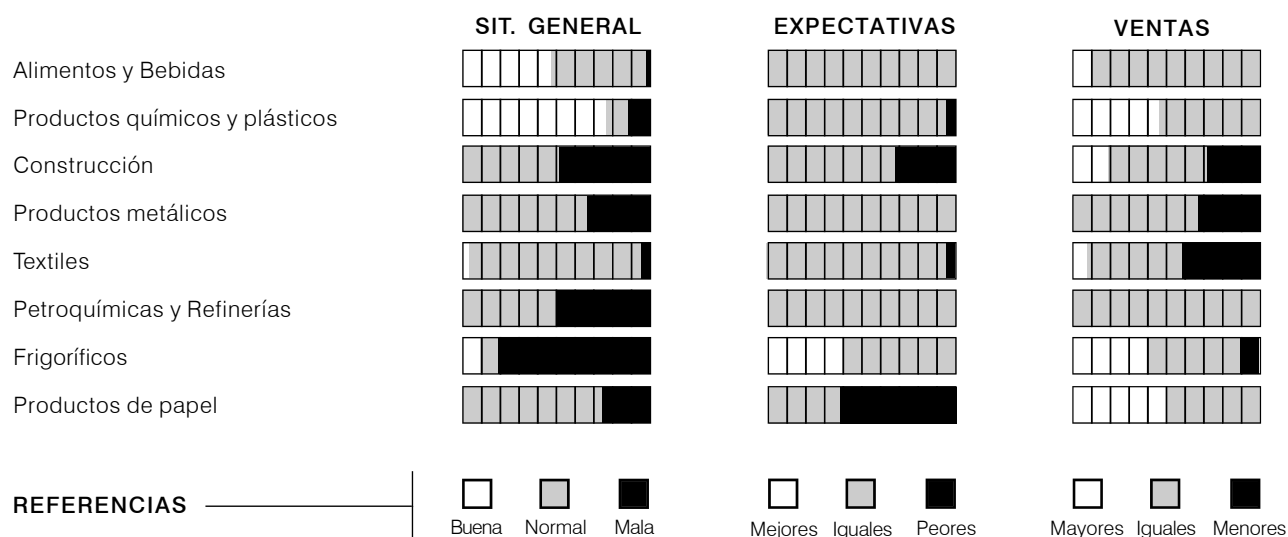 SIT. GENERAL EXPECTATIVAS VENTAS
Alimentos y Bebidas
Productos químicos y plásticos
Construcción
Productos metálicos
Textiles
Petroquímicas y Refinerías
Frigoríficos
Productos de papel
REFERENCIAS
Buena Normal Mala Mejores Iguales Peores Mayores Iguales Menores